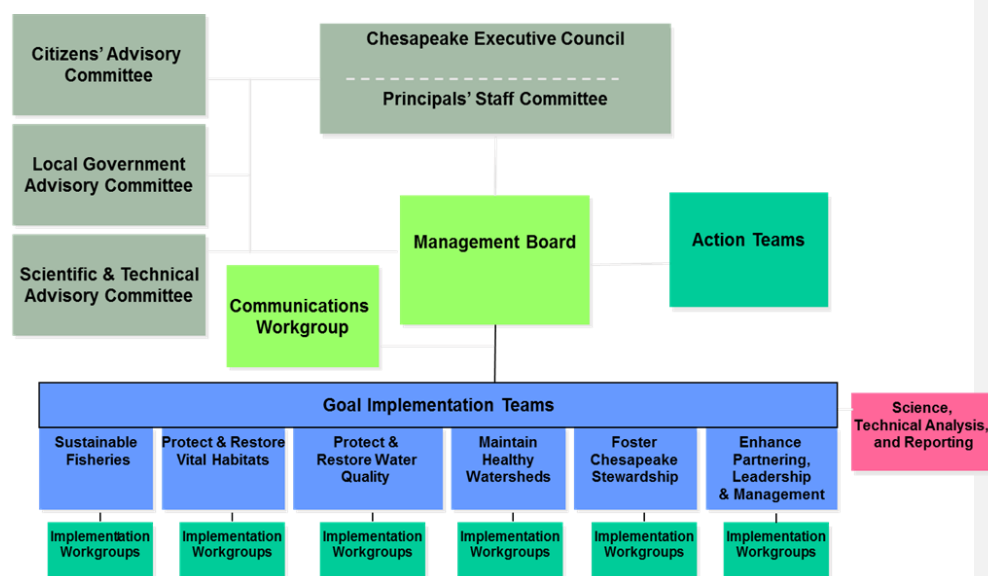 Citizens' Advisory
Committee
Chesapeake Executive Council
Principals' Staff Committee
Local Government
Advisory Committee
Scientific & Technical
Advisory Committee
Management Board
Action Teams
Communications
Workgroup
Goal Implementation Teams
Science,
Technical Analysis,
and Reporting
Sustainable
Fisheries
Protect & Restore
Vital Habitats
Protect &
Restore Water
Quality
Maintain
Healthy
Watersheds
Foster
Chesapeake
Stewardship
Enhance
Partnering,
Leadership
& Management
Implementation
Workgroups
Implementation
Workgroups
Implementation
Workgroups
Implementation
Workgroups
Implementation
Workgroups
Implementation
Workgroups